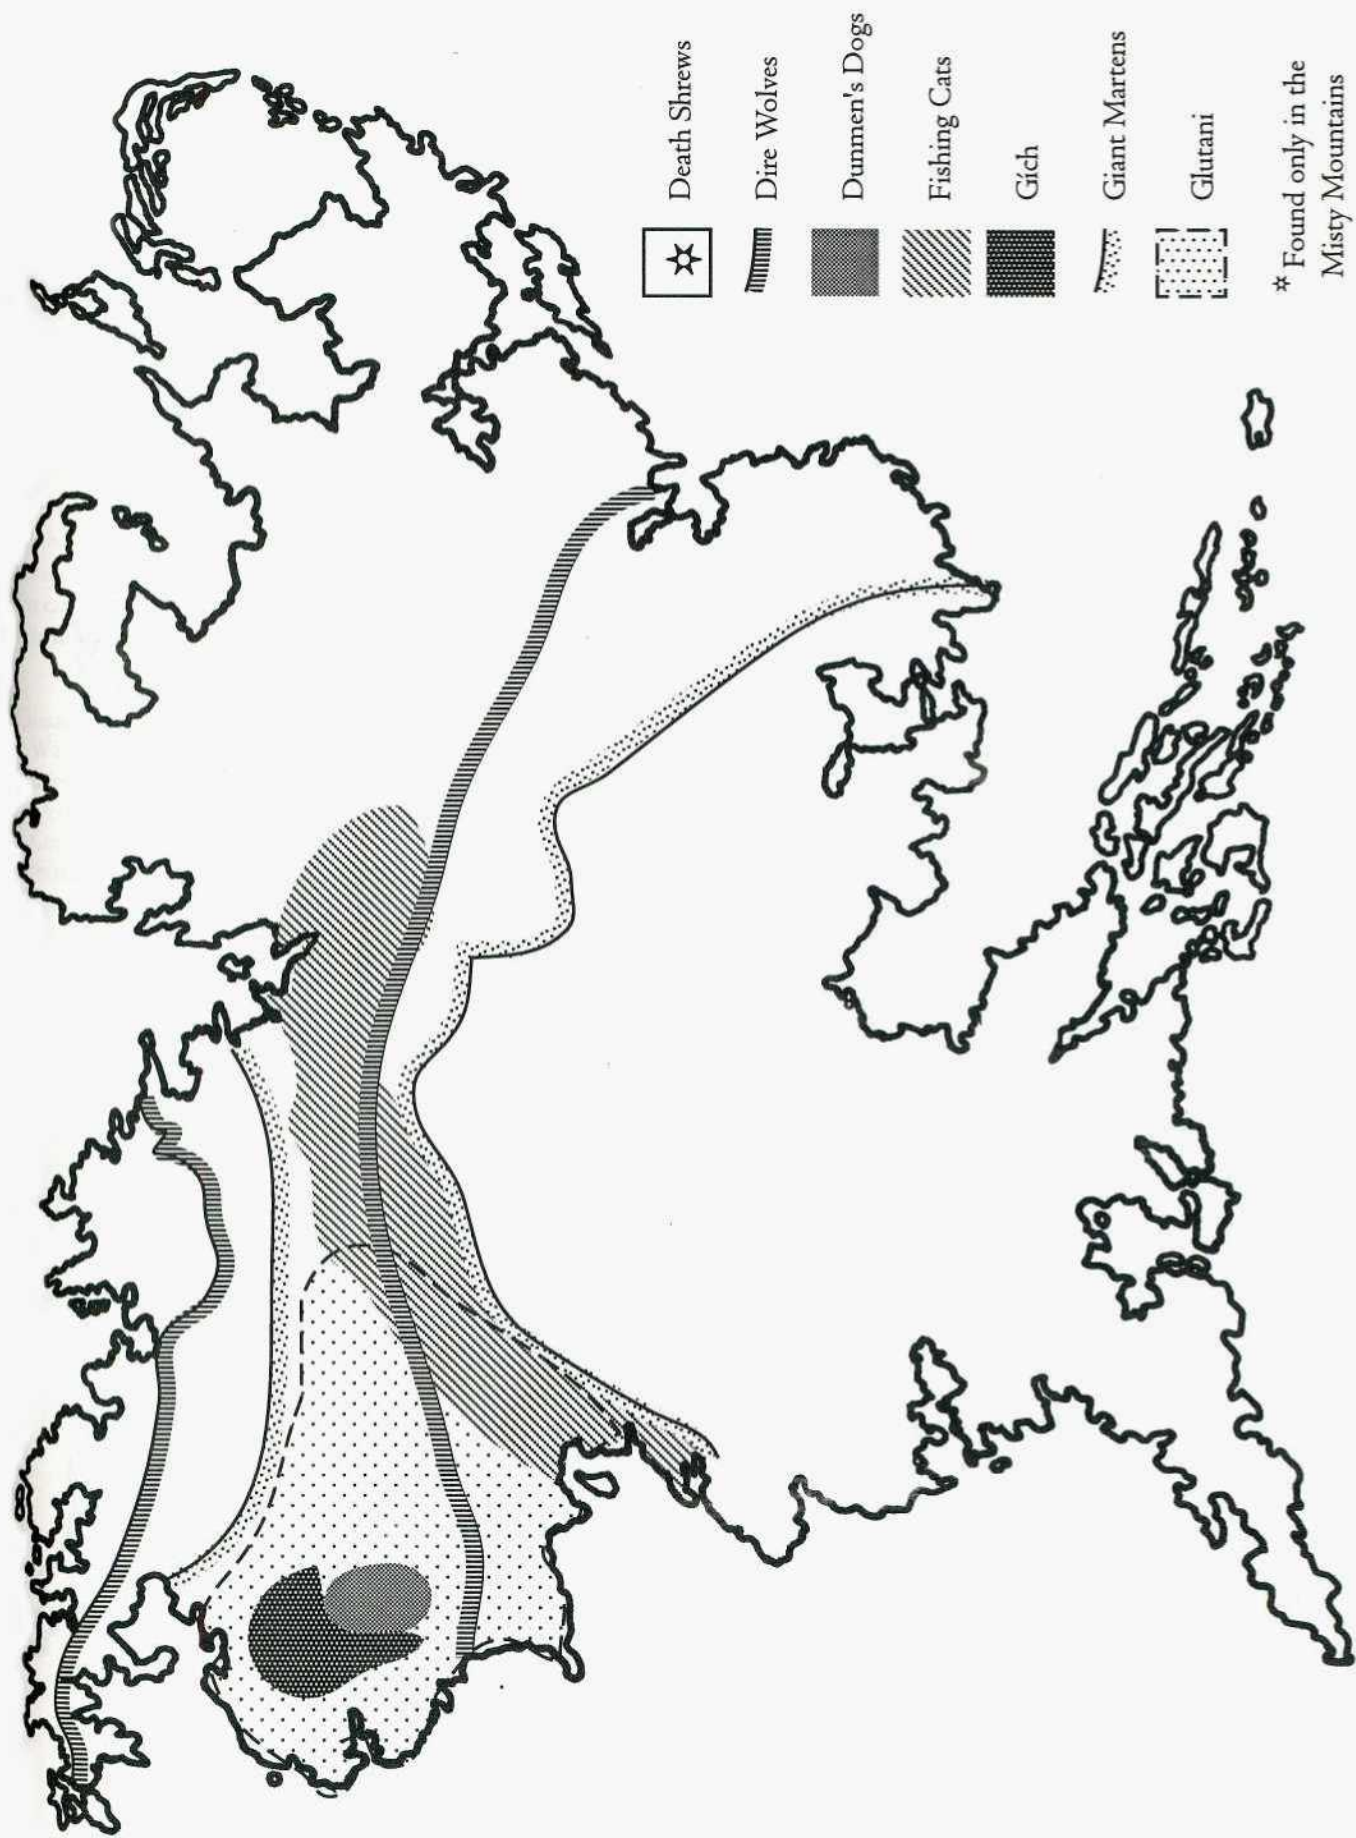 Death Shrews
Dire Wolves
Dunmen's Dogs
Fishing Cats
Gích
Giant Martens
Glutani
✡ Found only in the
Misty Mountains